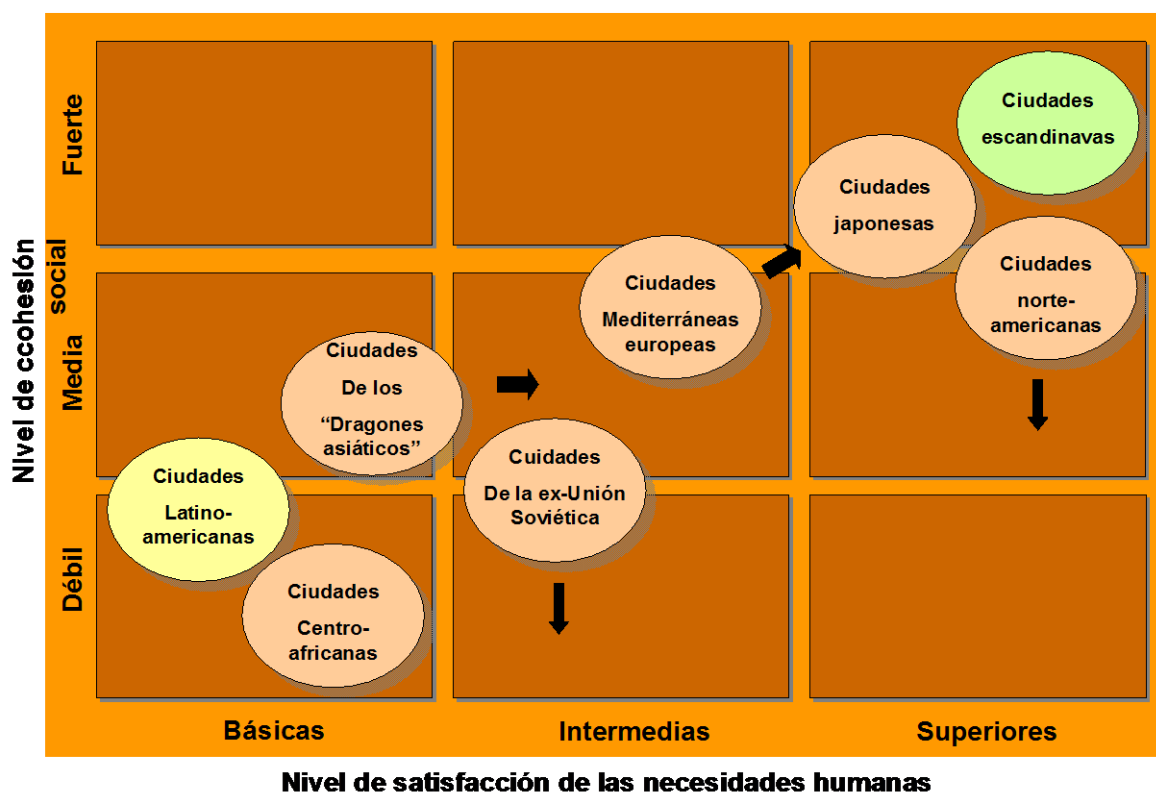 Nivel de ccohesión
social
Fuerte
Media
Débil
Ciudades
escandinavas
Ciudades
japonesas
Ciudades
norte-
americanas
Ciudades
Mediterráneas
europeas
Ciudades
De los
“Dragones
asiáticos”
Cuidades
De la ex-Unión
Soviética
Ciudades
Latino-
americanas
Ciudades
Centro-
africanas
Básicas
Intermedias
Superiores
Nivel de satisfacción de las necesidades humanas